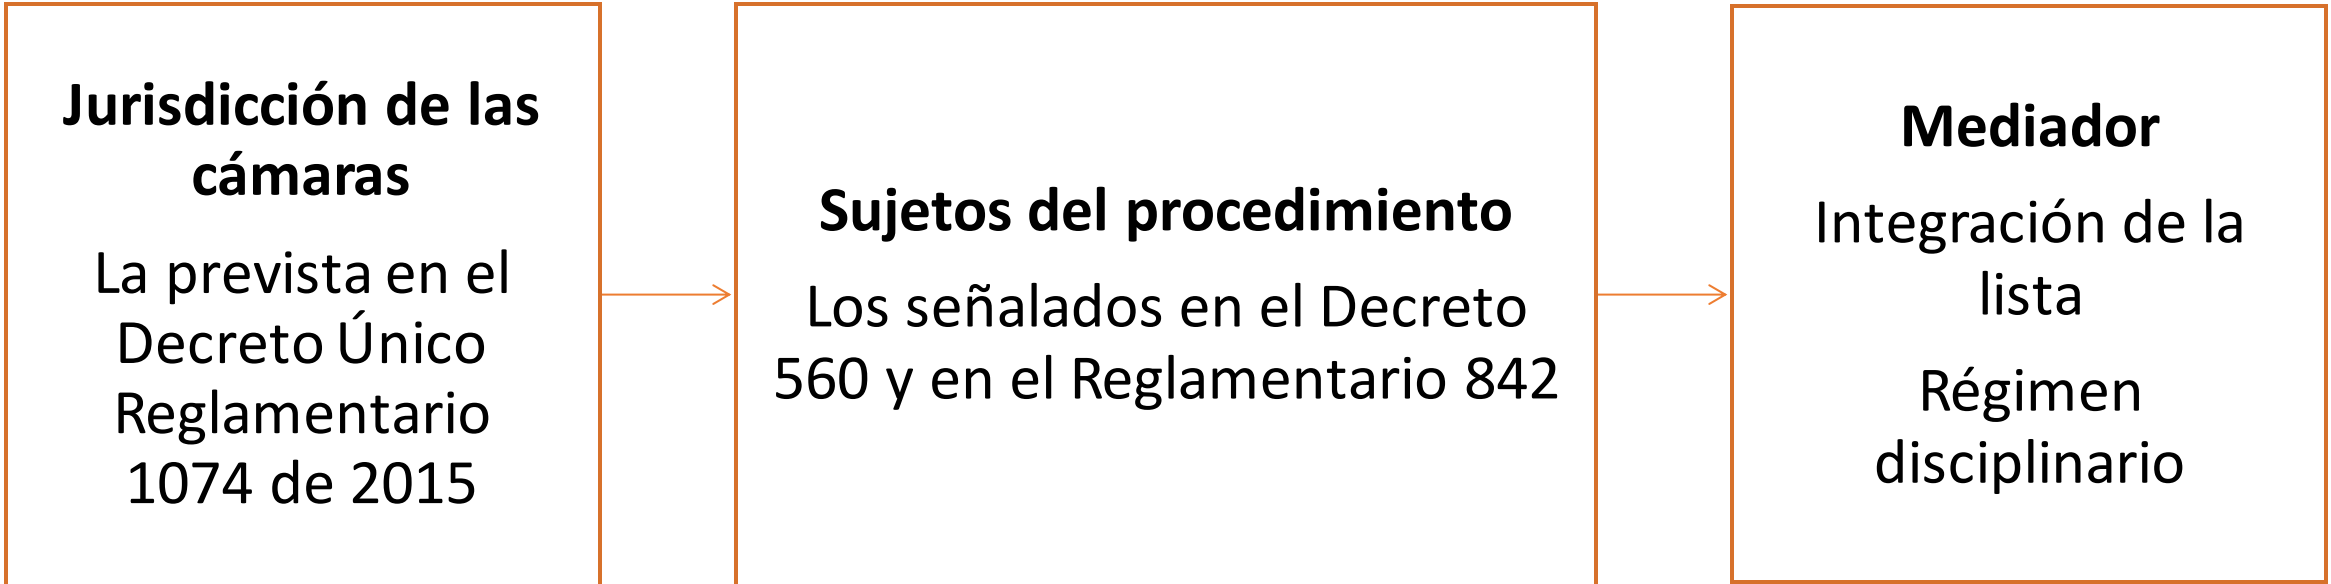 Jurisdicción de las
cámaras
La prevista en el
Decreto Único
Reglamentario
1074 de 2015
Sujetos del procedimiento
Los señalados en el Decreto
560 y en el Reglamentario 842
Mediador
Integración de la
lista
Régimen
disciplinario